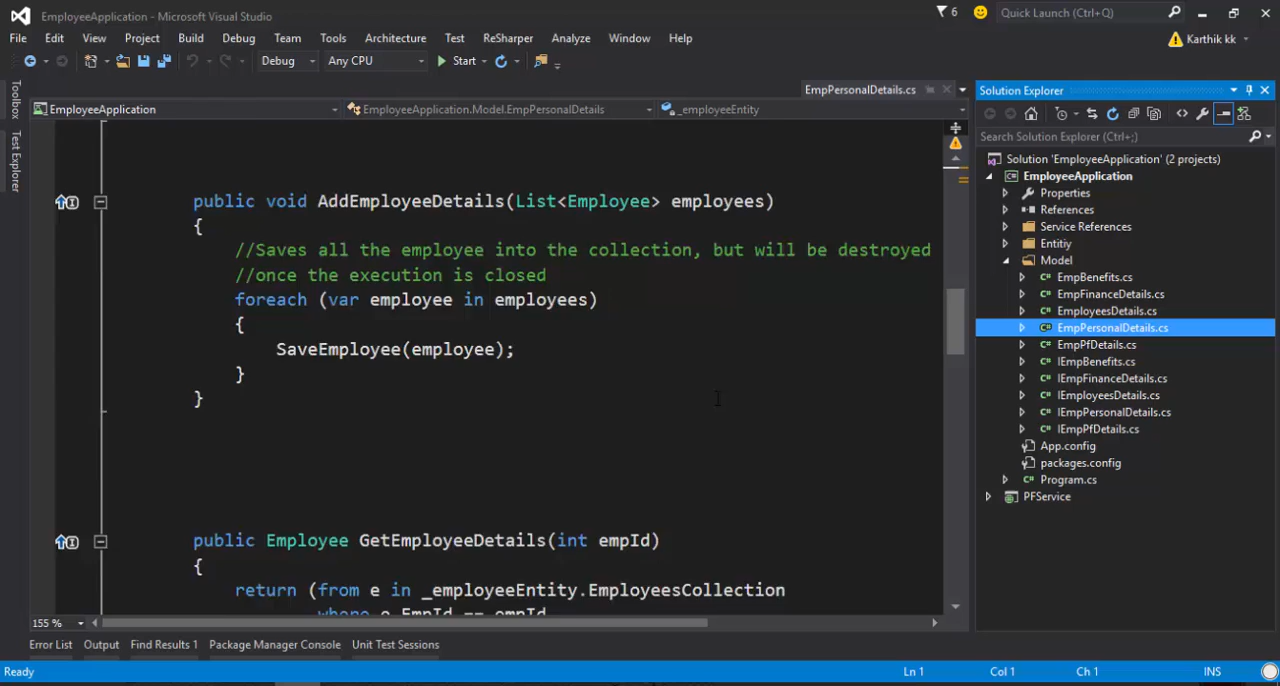 EmployeeApplication - Microsoft Visual Studio
6
Quick Launch (Ctrl+Q)
File Edit View Project Build Debug Team Tools Architecture Test ReSharper Analyze Window Help
Karthik kk
Debug Any CPU Start
Toolbox
Test Explorer
EmpPersonalDetails.cs
EmployeeApplication EmployeeApplication.Model.EmpPersonalDetails _employeeEntity
public void AddEmployeeDetails(List<Employee> employees)
{
//Saves all the employee into the collection, but will be destroyed
//once the execution is closed
foreach (var employee in employees)
{
SaveEmployee(employee);
}
}
public Employee GetEmployeeDetails(int empId)
{
return (from e in _employeeEntity.EmployeesCollection
where e.EmpId == empId
155 %
Solution Explorer
Search Solution Explorer (Ctrl+;)
Solution 'EmployeeApplication' (2 projects)
EmployeeApplication
Properties
References
Service References
Entitiy
Model
EmpBenefits.cs
EmpFinanceDetails.cs
EmployeesDetails.cs
EmpPersonalDetails.cs
EmpPfDetails.cs
IEmpBenefits.cs
IEmpFinanceDetails.cs
IEmployeesDetails.cs
IEmpPersonalDetails.cs
IEmpPfDetails.cs
App.config
packages.config
Program.cs
PFService
Error List Output Find Results 1 Package Manager Console Unit Test Sessions
Ready Ln 1 Col 1 Ch 1 INS